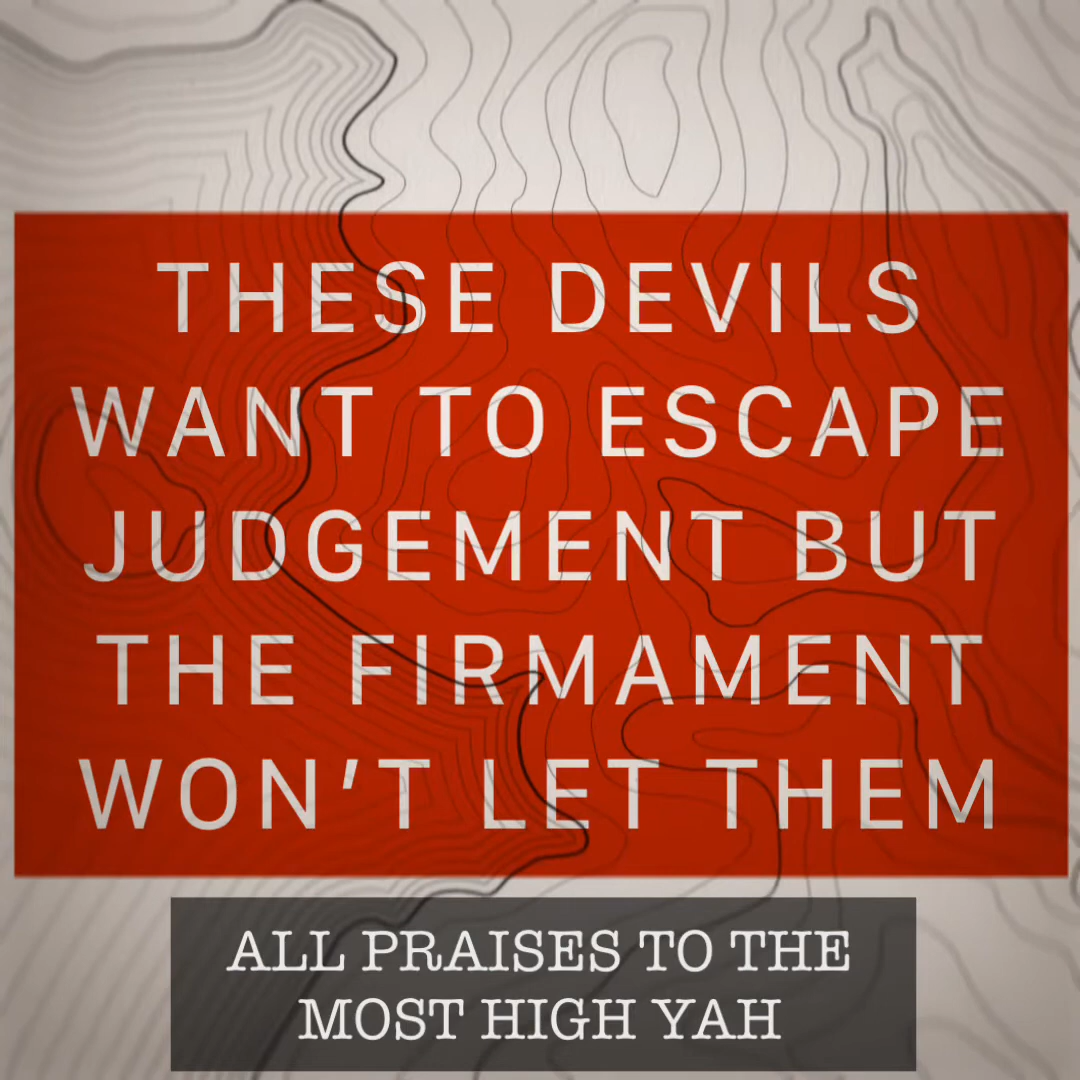 THESE DEVILS
WANT TO ESCAPE
JUDGEMENT BUT
THE FIRMAMENT
WON'T LET THEM
ALL PRAISES TO THE
MOST HIGH YAH